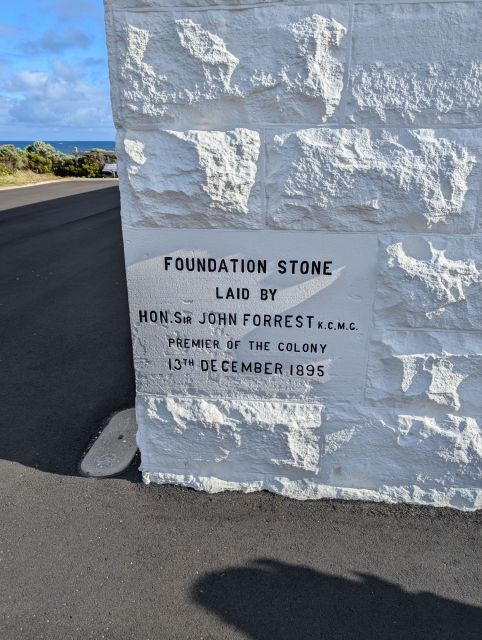 FOUNDATION STONE
LAID BY
HON. SIR JOHN FORREST K.C.M.G.
PREMIER OF THE COLONY
13TH DECEMBER 1895